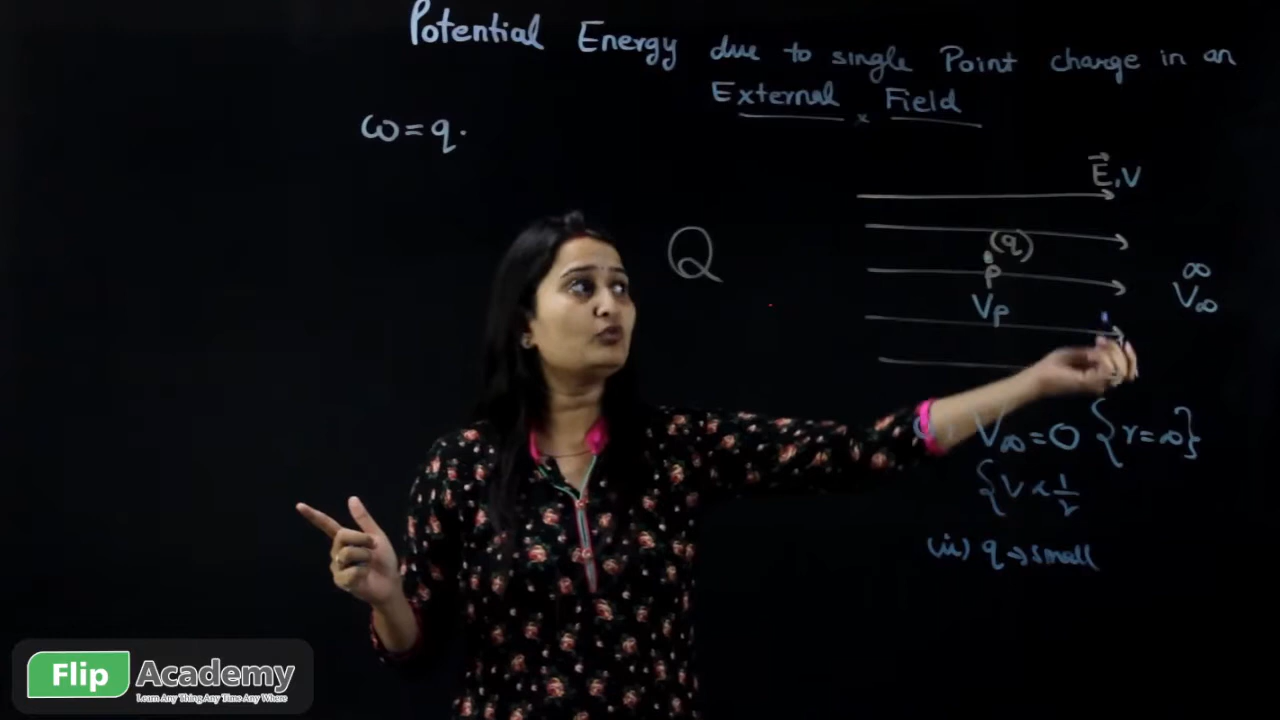 Potential Energy due to single Point charge in an
External Field
ω = q.
E⃗, V
Q
(q)
p
∞
Vp
V∞
V∞ = 0 {r = ∞}
{V ∝ 1/r
(ii) q → small
Flip Academy
Learn Any Thing Any Time Any Where